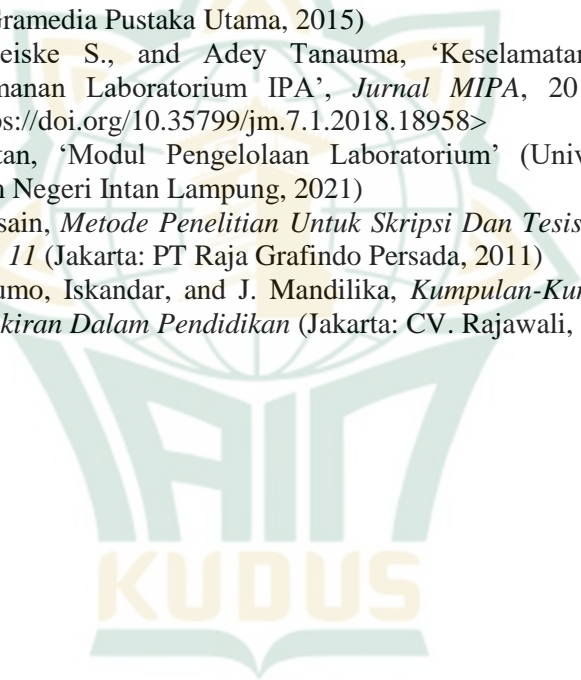 Gramedia Pustaka Utama, 2015)
eiske S., and Adey Tanauma, ‘Keselamatan
manan Laboratorium IPA’, Jurnal MIPA, 20
ps://doi.org/10.35799/jm.7.1.2018.18958>
tan, ‘Modul Pengelolaan Laboratorium’ (Univ
n Negeri Intan Lampung, 2021)
sain, Metode Penelitian Untuk Skripsi Dan Tesis
11 (Jakarta: PT Raja Grafindo Persada, 2011)
umo, Iskandar, and J. Mandilika, Kumpulan-Kum
kiran Dalam Pendidikan (Jakarta: CV. Rajawali,
IAIN
KUDUS